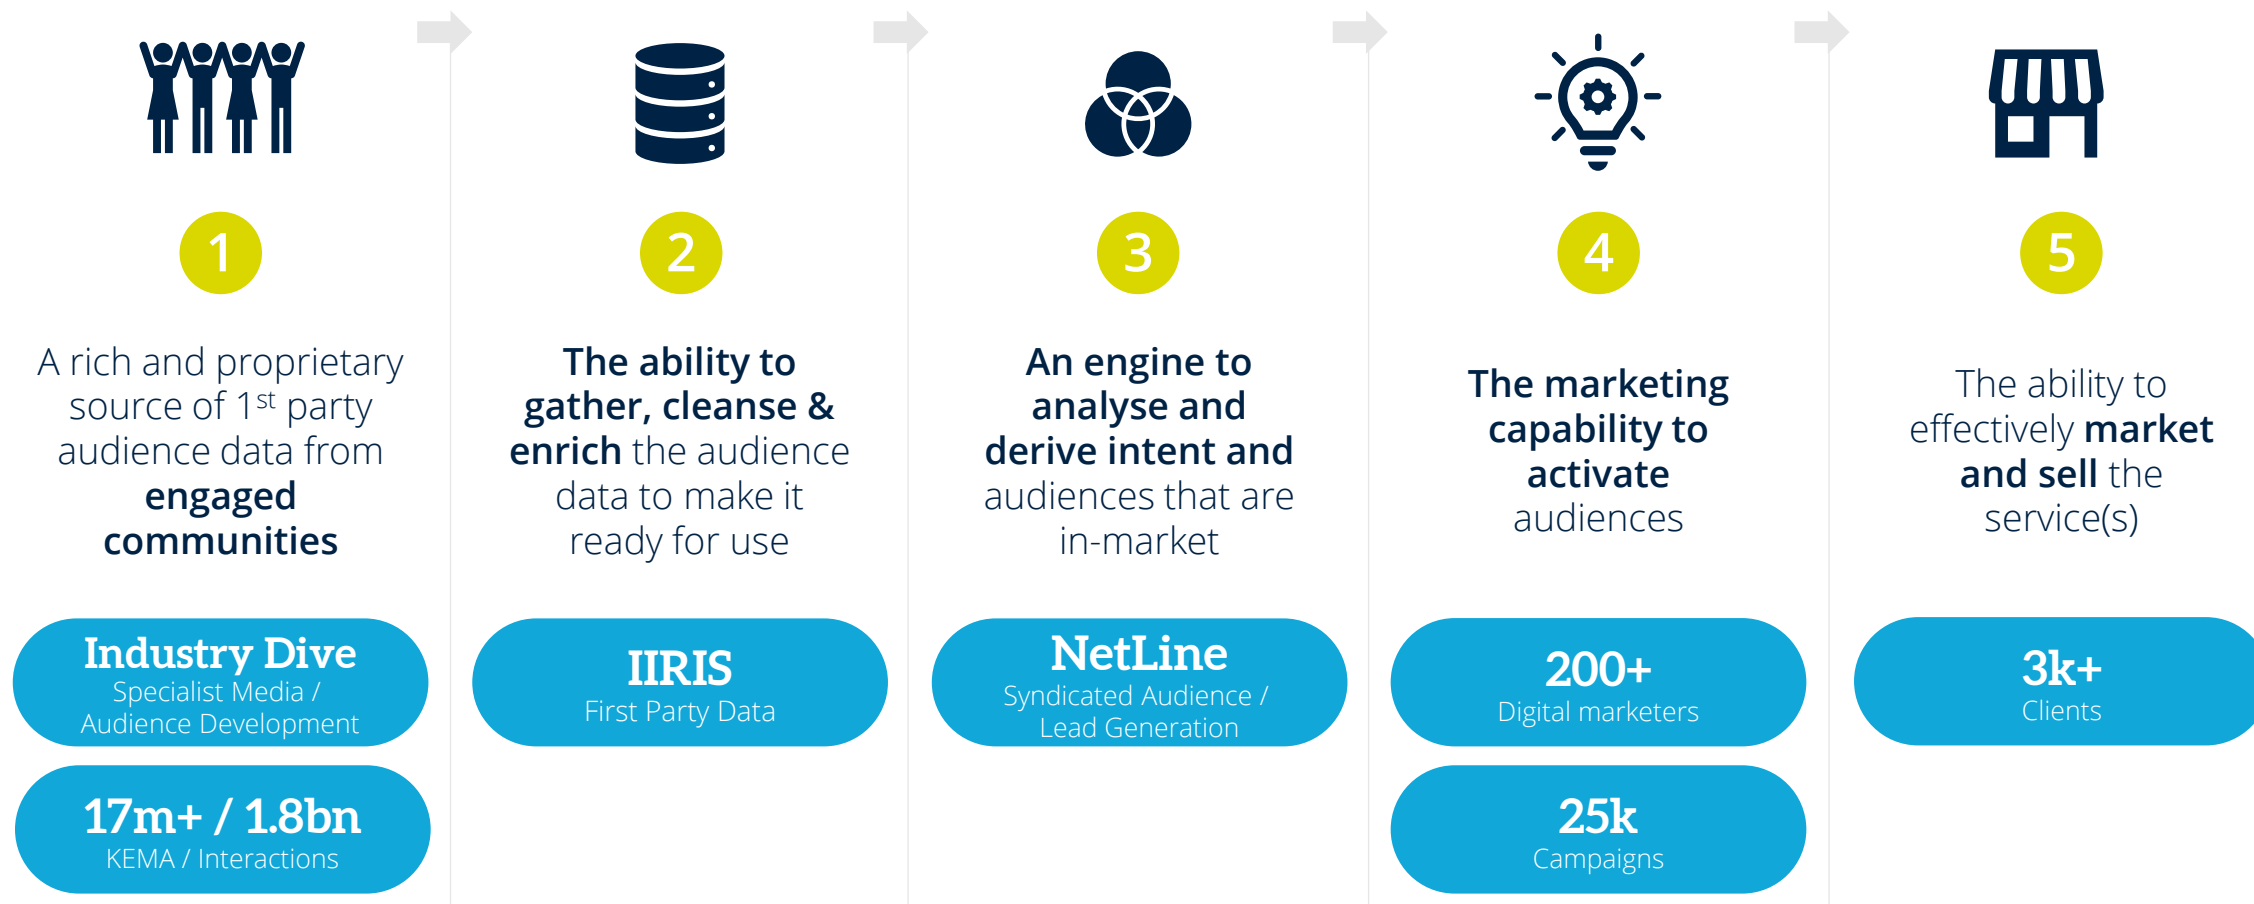 1
A rich and proprietary
source of 1st party
audience data from
engaged
communities
Industry Dive
Specialist Media /
Audience Development
17m+ / 1.8bn
KEMA / Interactions
2
The ability to
gather, cleanse &
enrich the audience
data to make it
ready for use
IIRIS
First Party Data
3
An engine to
analyse and
derive intent and
audiences that are
in-market
NetLine
Syndicated Audience /
Lead Generation
4
The marketing
capability to
activate
audiences
200+
Digital marketers
25k
Campaigns
5
The ability to
effectively market
and sell the
service(s)
3k+
Clients